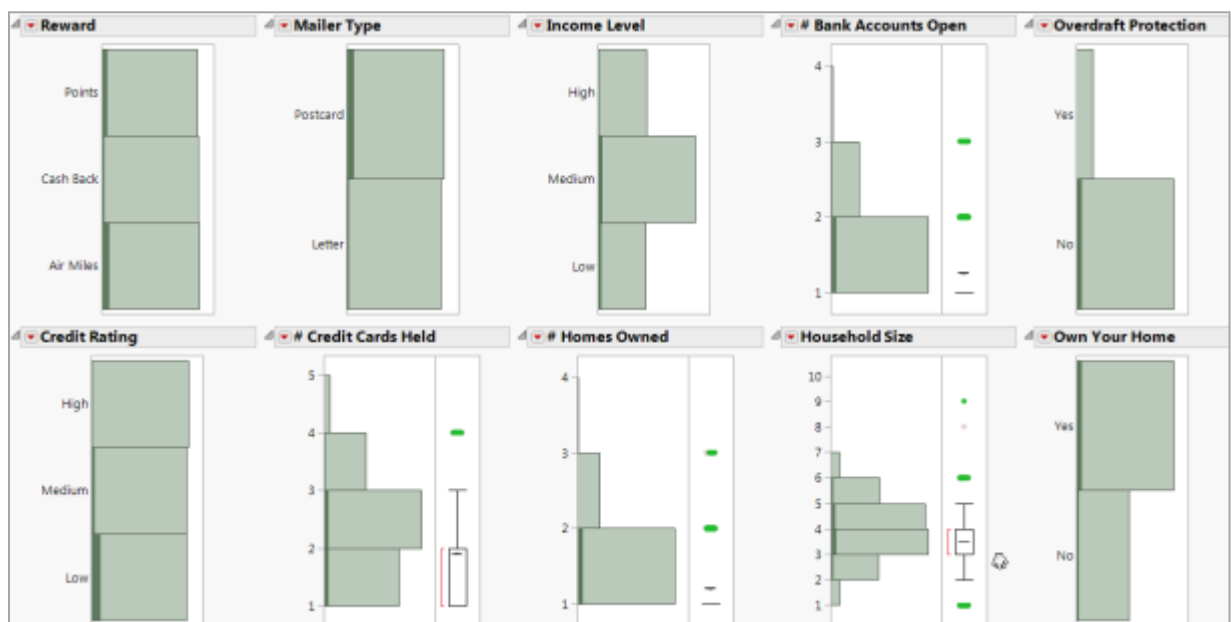 Reward
Points
Cash Back
Air Miles
Mailer Type
Postcard
Letter
Income Level
High
Medium
Low
# Bank Accounts Open
4
3
2
1
Overdraft Protection
Yes
No
Credit Rating
High
Medium
Low
# Credit Cards Held
5
4
3
2
1
# Homes Owned
4
3
2
1
Household Size
10
9
8
7
6
5
4
3
2
1
Own Your Home
Yes
No